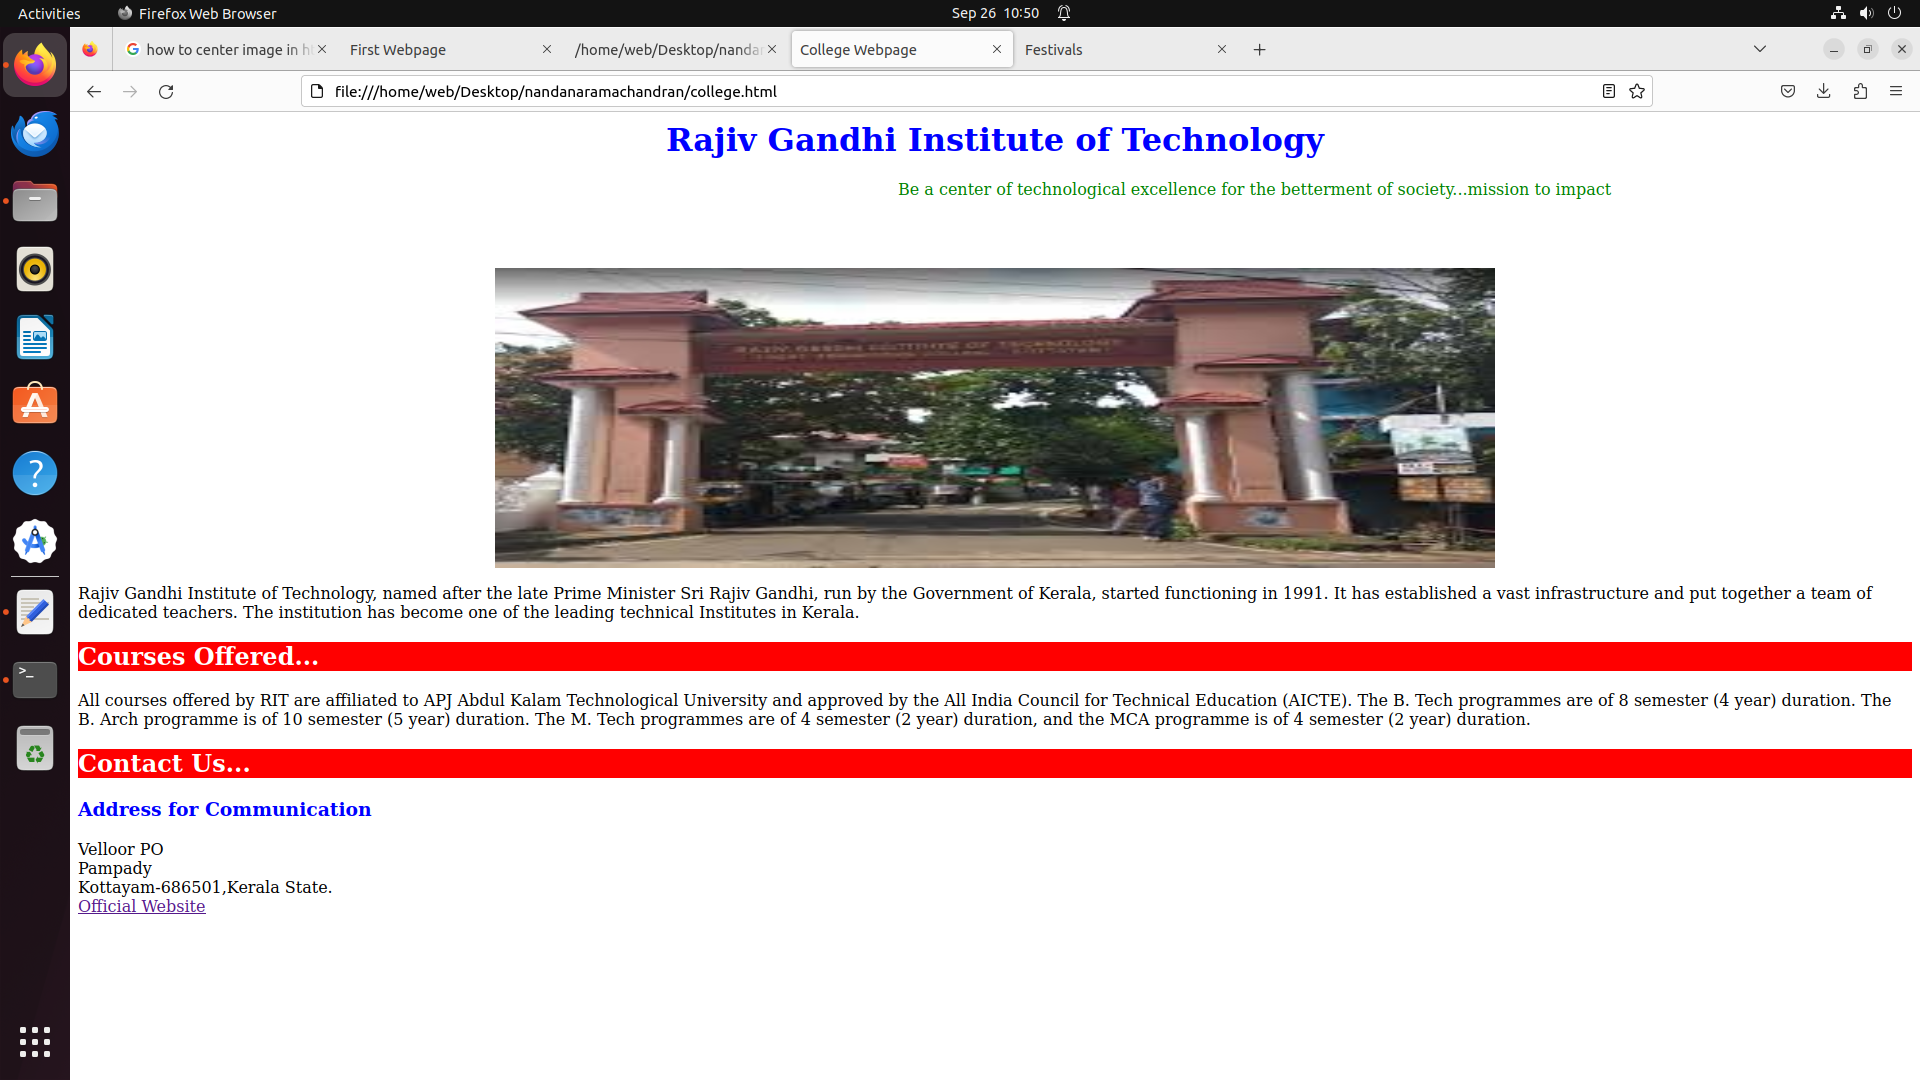 Activities
Firefox Web Browser
Sep 26 10:50
how to center image in ht
First Webpage
/home/web/Desktop/nandar
College Webpage
Festivals
file:///home/web/Desktop/nandanaramachandran/college.html
Rajiv Gandhi Institute of Technology
Be a center of technological excellence for the betterment of society...mission to impact
INSTITUTE OF TECHNOLOGY
Rajiv Gandhi Institute of Technology, named after the late Prime Minister Sri Rajiv Gandhi, run by the Government of Kerala, started functioning in 1991. It has established a vast infrastructure and put together a team of
dedicated teachers. The institution has become one of the leading technical Institutes in Kerala.
Courses Offered...
All courses offered by RIT are affiliated to APJ Abdul Kalam Technological University and approved by the All India Council for Technical Education (AICTE). The B. Tech programmes are of 8 semester (4 year) duration. The
B. Arch programme is of 10 semester (5 year) duration. The M. Tech programmes are of 4 semester (2 year) duration, and the MCA programme is of 4 semester (2 year) duration.
Contact Us...
Address for Communication
Velloor PO
Pampady
Kottayam-686501,Kerala State.
Official Website